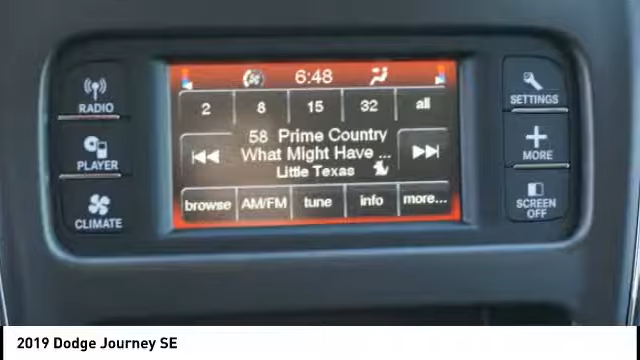 6:48
RADIO
2 8 15 32 all
SETTINGS
58 Prime Country
What Might Have ...
Little Texas
PLAYER
MORE
browse AM/FM tune info more...
CLIMATE
SCREEN
OFF
2019 Dodge Journey SE